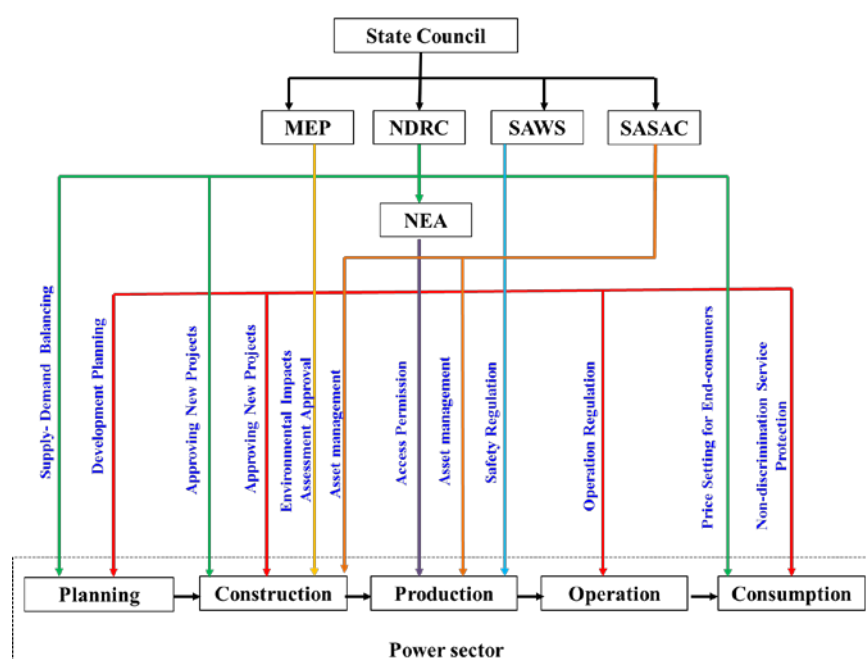 State Council
MEP
NDRC
SAWS
SASAC
NEA
Supply- Demand Balancing
Development Planning
Approving New Projects
Approving New Projects
Environmental Impacts
Assessment Approval
Asset management
Access Permission
Asset management
Safety Regulation
Operation Regulation
Price Setting for End-consumers
Non-discrimination Service
Protection
Planning
Construction
Production
Operation
Consumption
Power sector